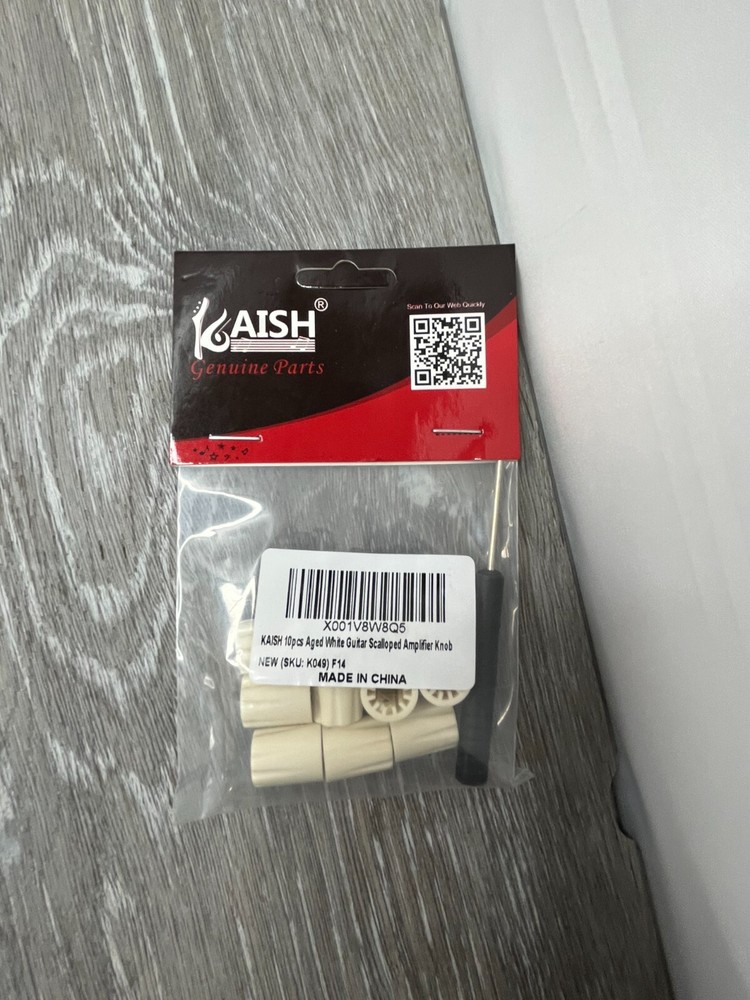 KAISH®
Genuine Parts
Scan To Our Web Quickly
X001V8W8Q5
KAISH 10pcs Aged White Guitar Scalloped Amplifier Knob
NEW (SKU: K049) F14
MADE IN CHINA